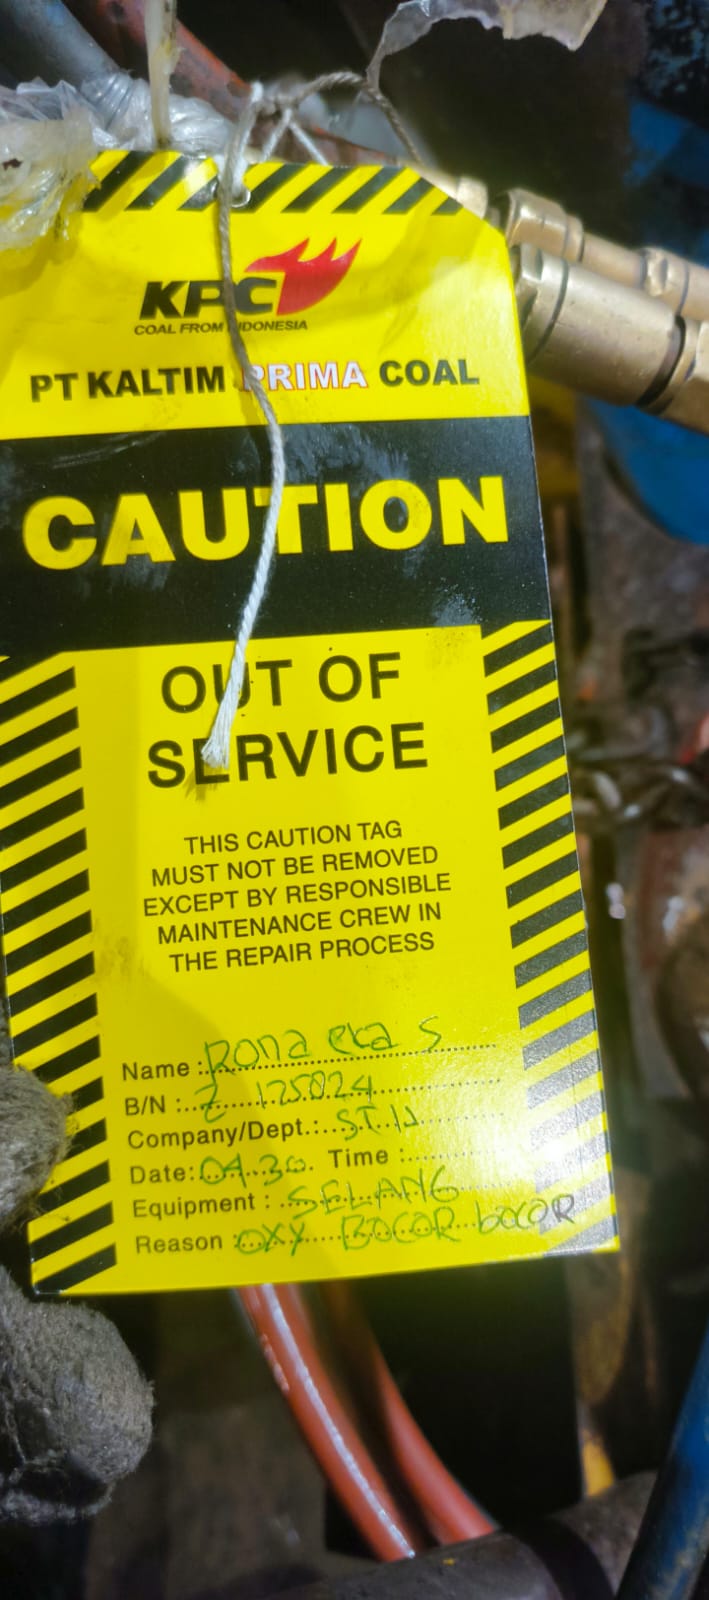 KPC
COAL FROM INDONESIA
PT KALTIM PRIMA COAL
CAUTION
OUT OF
SERVICE
THIS CAUTION TAG
MUST NOT BE REMOVED
EXCEPT BY RESPONSIBLE
MAINTENANCE CREW IN
THE REPAIR PROCESS
Name : Rona eka S
B/N : Z 125024
Company/Dept.:
Date: 04.30. Time :
Equipment : SELANG
Reason : OXY BOCOR bocoR